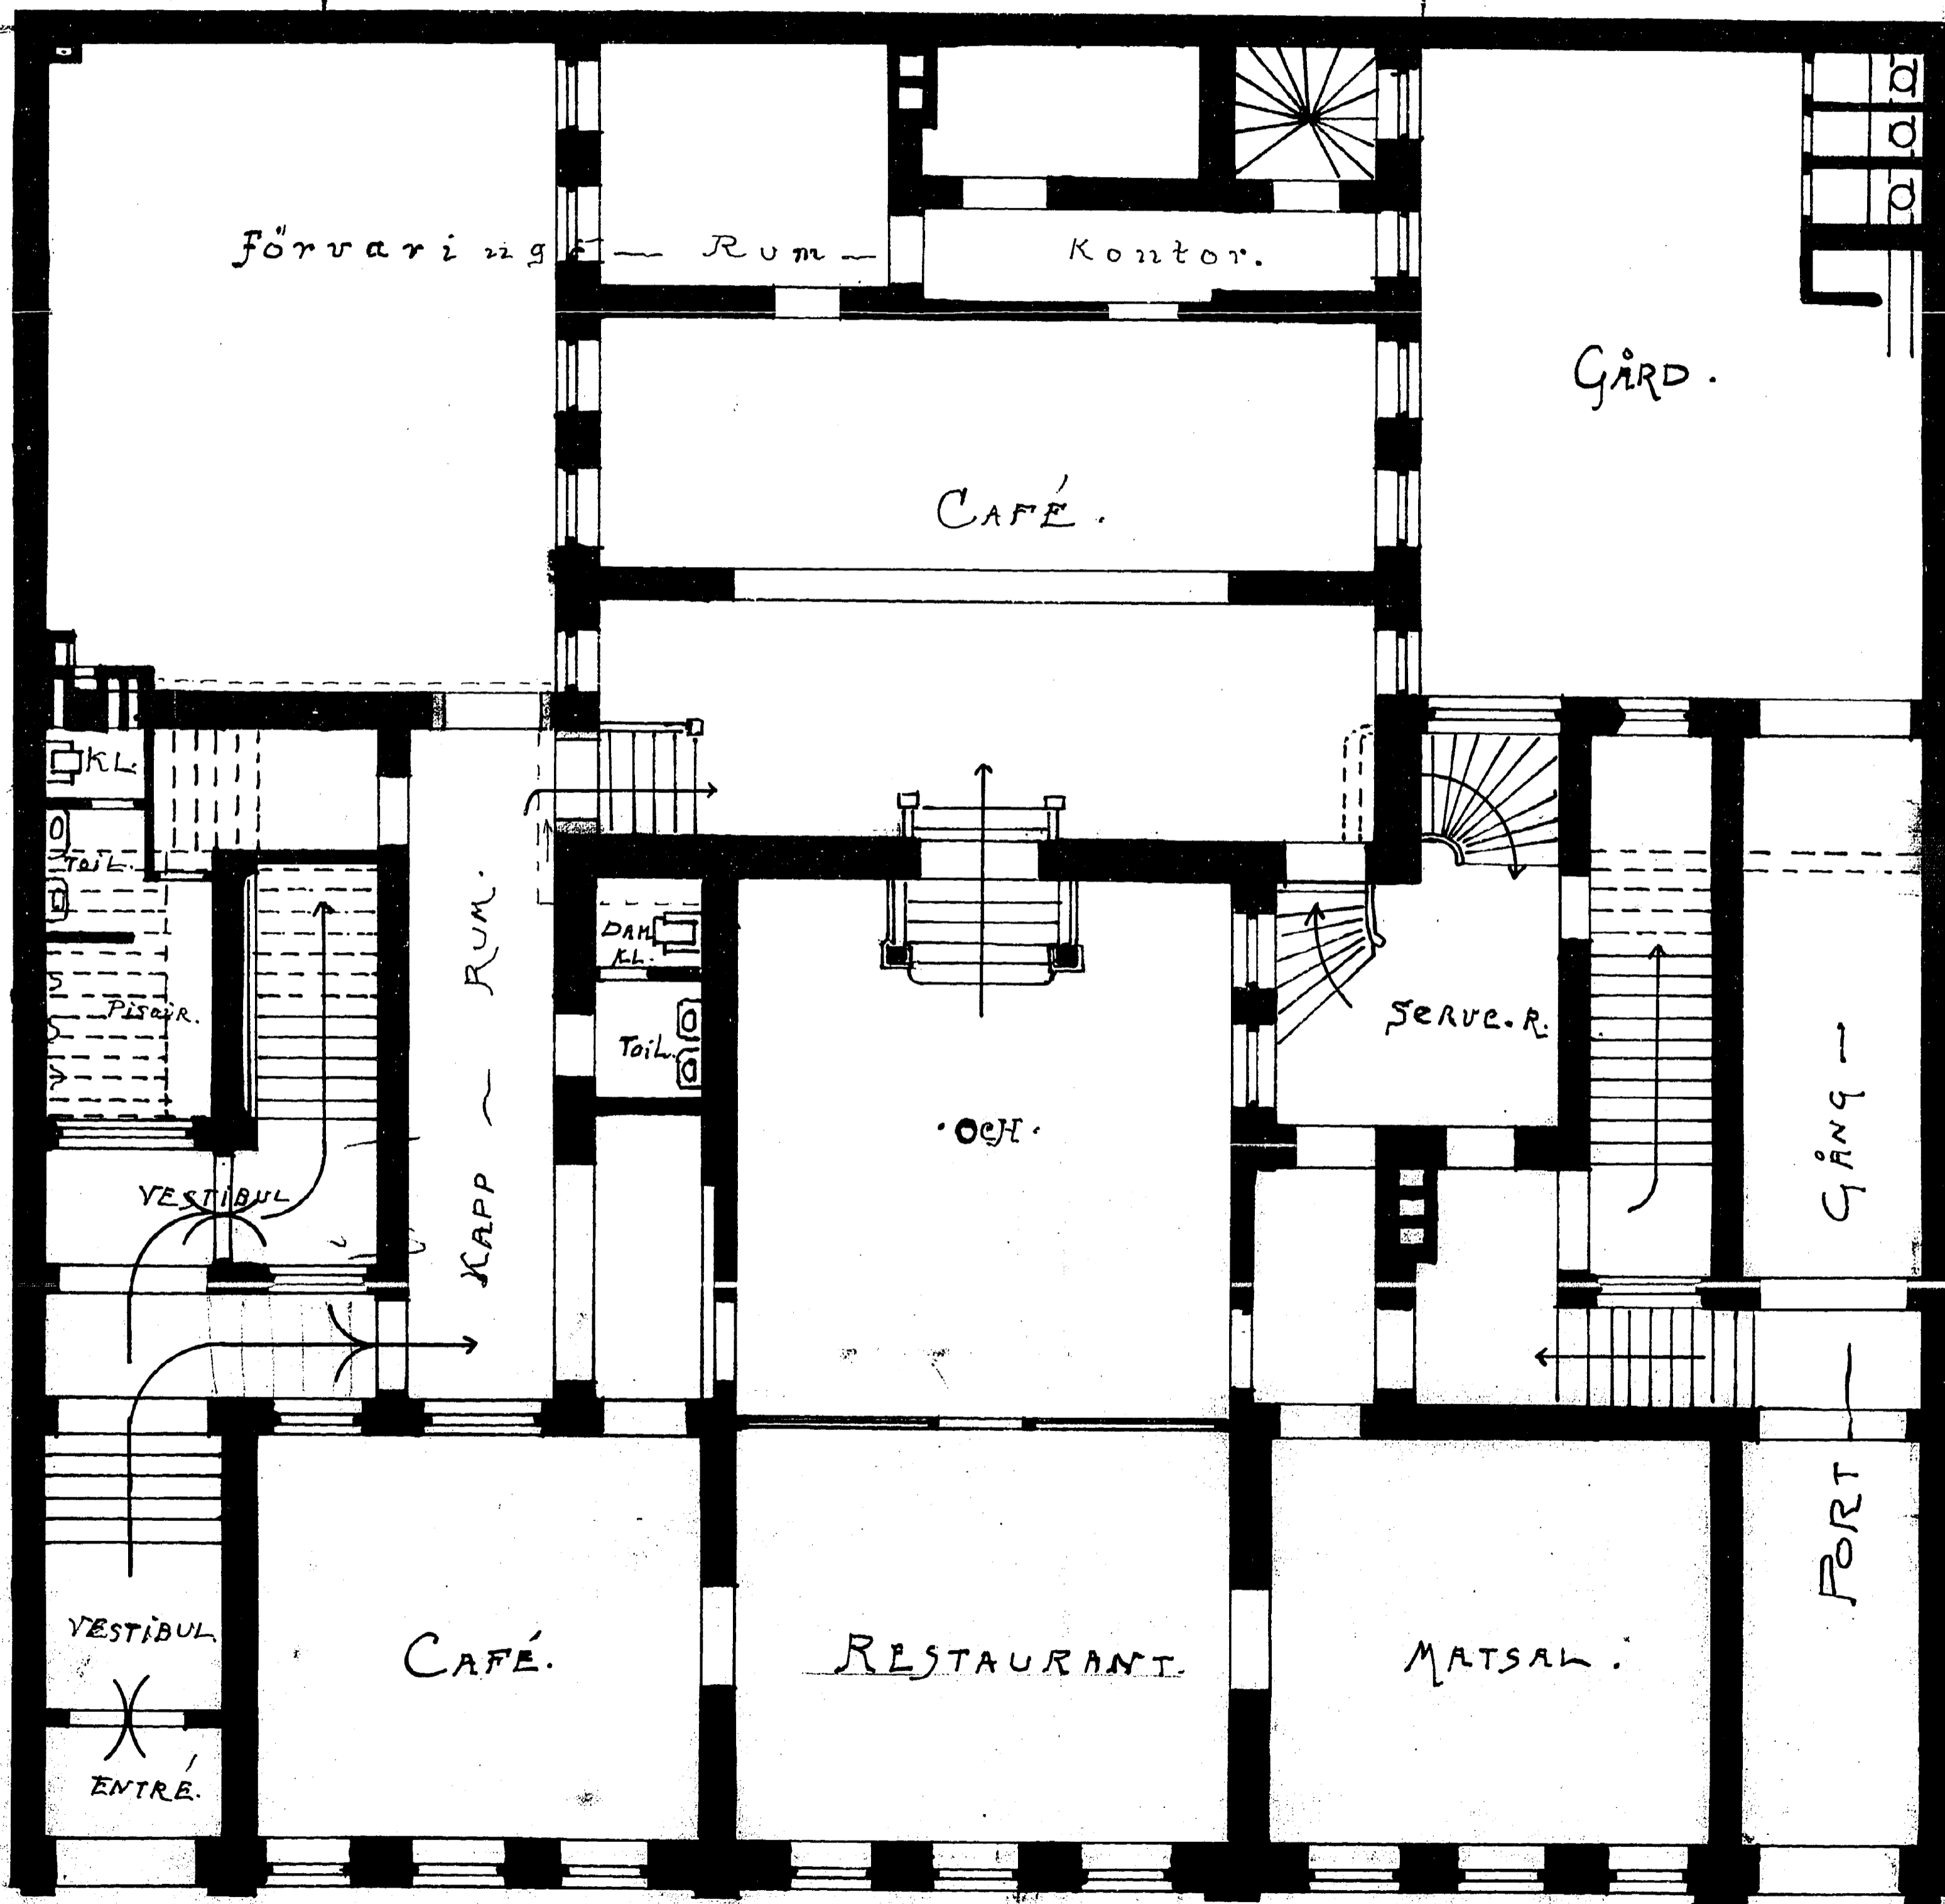 Förvarings — Rum —
Kontor.
GÅRD.
CAFÉ.
KL.
TOIL.
PISOIR.
VESTIBUL
KAPP — RUM.
DAM
KL.
TOIL.
· OCH ·
SERVE. R.
GÅNG —
PORT
VESTIBUL
ENTRÉ.
CAFÉ.
RESTAURANT.
MATSAL.